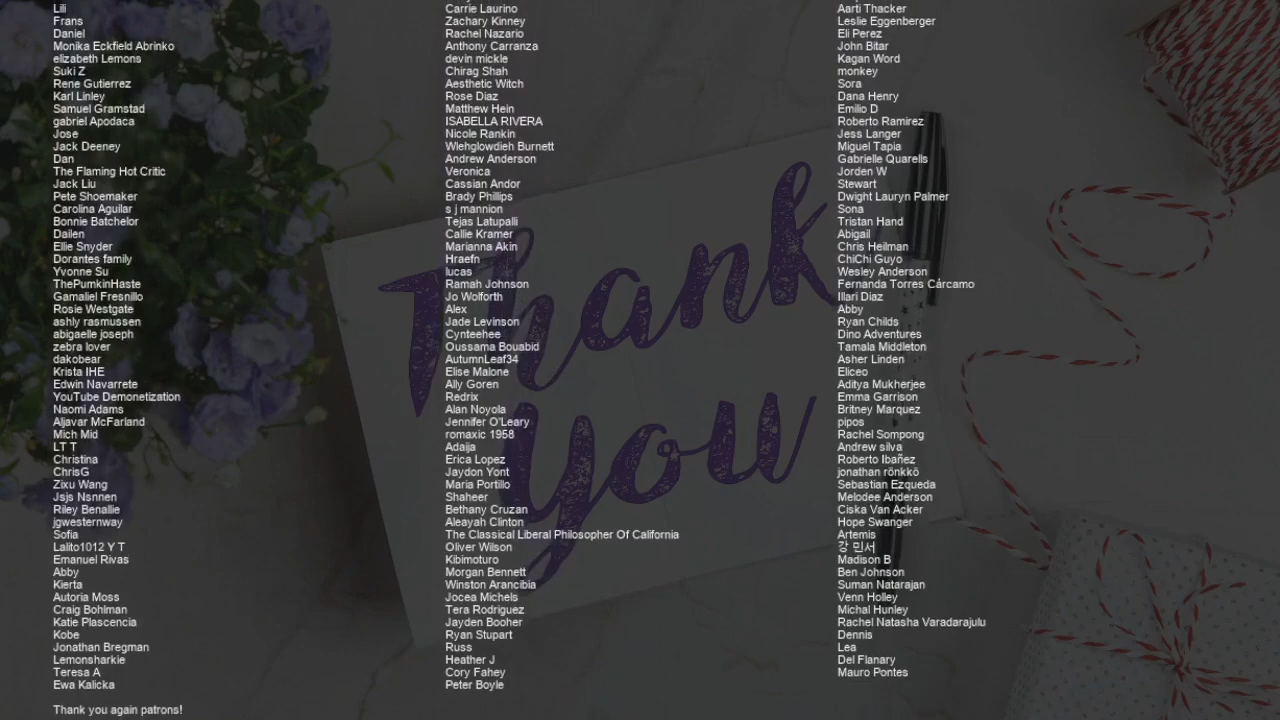 Lili
Frans
Daniel
Monika Eckfield Abrinko
elizabeth Lemons
Suki Z
Rene Gutierrez
Karl Linley
Samuel Gramstad
gabriel Apodaca
Jose
Jack Deeney
Dan
The Flaming Hot Critic
Jack Liu
Pete Shoemaker
Carolina Aguilar
Bonnie Batchelor
Dailen
Ellie Snyder
Dorantes family
Yvonne Su
ThePumkinHaste
Gamaliel Fresnillo
Rosie Westgate
ashly rasmussen
abigaelle joseph
zebra lover
dakobear
Krista IHE
Edwin Navarrete
YouTube Demonetization
Naomi Adams
Aljavar McFarland
Mich Mid
LT T
Christina
ChrisG
Zixu Wang
Jsjs Nsnnen
Riley Benallie
jgwesternway
Sofia
Lalito1012 Y T
Emanuel Rivas
Abby
Kierta
Autoria Moss
Craig Bohlman
Katie Plascencia
Kobe
Jonathan Bregman
Lemonsharkie
Teresa A
Ewa Kalicka
Thank you again patrons!
Carrie Laurino
Zachary Kinney
Rachel Nazario
Anthony Carranza
devin mickle
Chirag Shah
Aesthetic Witch
Rose Diaz
Matthew Hein
ISABELLA RIVERA
Nicole Rankin
Wlehglowdieh Burnett
Andrew Anderson
Veronica
Cassian Andor
Brady Phillips
s j mannion
Tejas Latupalli
Callie Kramer
Marianna Akin
Hraefn
lucas
Ramah Johnson
Jo Wolforth
Alex
Jade Levinson
Cynteehee
Oussama Bouabid
AutumnLeaf34
Elise Malone
Ally Goren
Redrix
Alan Noyola
Jennifer O'Leary
romaxic 1958
Adaija
Erica Lopez
Jaydon Yont
Maria Portillo
Shaheer
Bethany Cruzan
Aleayah Clinton
The Classical Liberal Philosopher Of California
Oliver Wilson
Kibimoturo
Morgan Bennett
Winston Arancibia
Jocea Michels
Tera Rodriguez
Jayden Booher
Ryan Stupart
Russ
Heather J
Cory Fahey
Peter Boyle
Aarti Thacker
Leslie Eggenberger
Eli Perez
John Bitar
Kagan Word
monkey
Sora
Dana Henry
Emilio D
Roberto Ramirez
Jess Langer
Miguel Tapia
Gabrielle Quarells
Jorden W
Stewart
Dwight Lauryn Palmer
Sona
Tristan Hand
Abigail
Chris Heilman
ChiChi Guyo
Wesley Anderson
Fernanda Torres Cárcamo
Illari Diaz
Abby
Ryan Childs
Dino Adventures
Tamala Middleton
Asher Linden
Eliceo
Aditya Mukherjee
Emma Garrison
Britney Marquez
pipos
Rachel Sompong
Andrew silva
Roberto Ibañez
jonathan rönkkö
Sebastian Ezqueda
Melodee Anderson
Ciska Van Acker
Hope Swanger
Artemis
강 민서
Madison B
Ben Johnson
Suman Natarajan
Venn Holley
Michal Hunley
Rachel Natasha Varadarajulu
Dennis
Lea
Del Flanary
Mauro Pontes
Thank
You